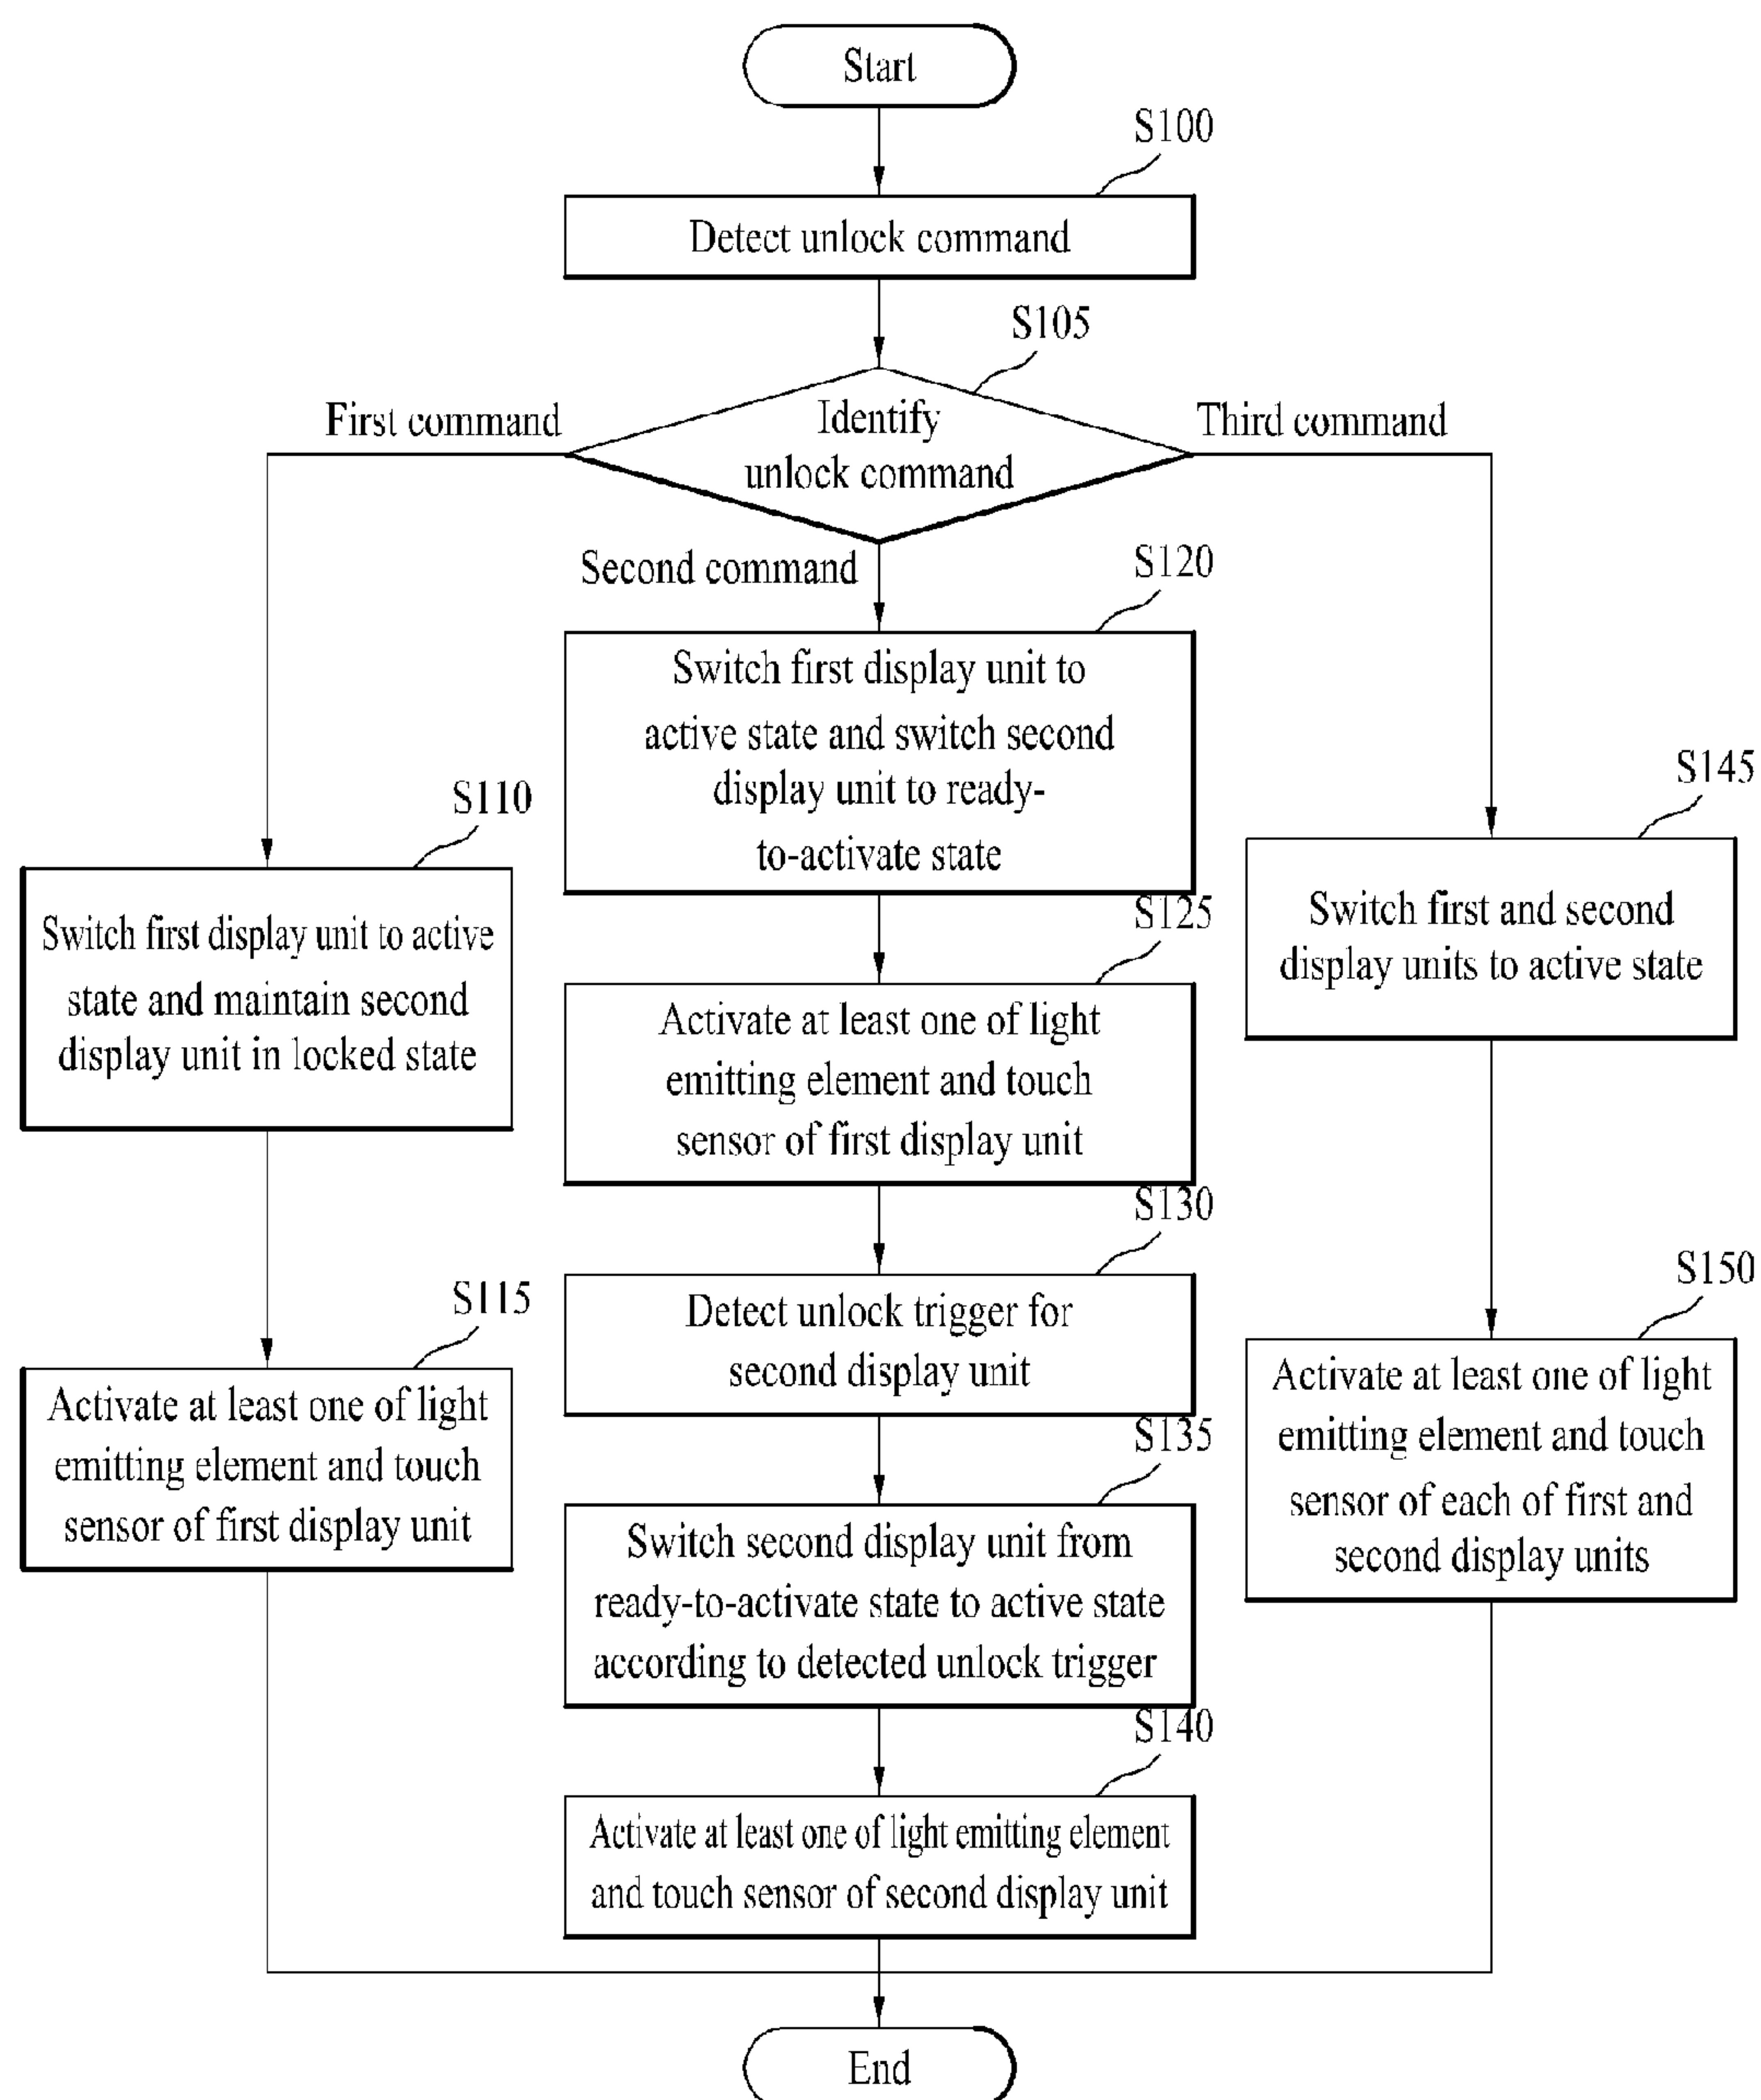 Start
S100
Detect unlock command
S105
Identify
unlock command
First command
Third command
Second command
S120
Switch first display unit to
active state and switch second
display unit to ready-
to-activate state
S110
Switch first display unit to active
state and maintain second
display unit in locked state
S145
Switch first and second
display units to active state
S125
Activate at least one of light
emitting element and touch
sensor of first display unit
S130
Detect unlock trigger for
second display unit
S115
Activate at least one of light
emitting element and touch
sensor of first display unit
S150
Activate at least one of light
emitting element and touch
sensor of each of first and
second display units
S135
Switch second display unit from
ready-to-activate state to active state
according to detected unlock trigger
S140
Activate at least one of light emitting element
and touch sensor of second display unit
End